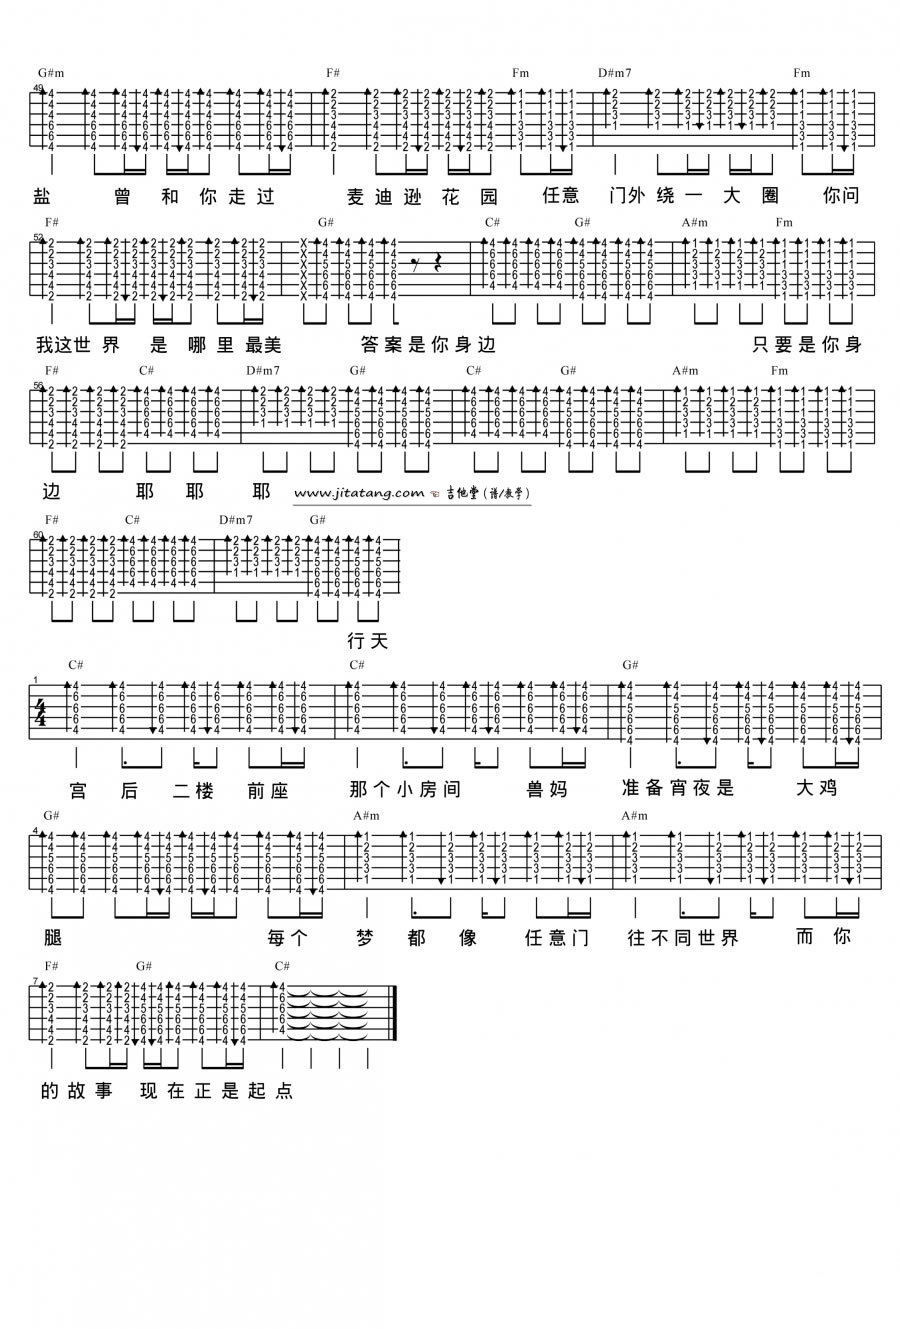 G#m F# Fm D#m7 Fm
49
盐 曾 和 你 走 过 麦 迪 逊 花 园 任意 门外 绕 一 大 圈 你问
F# G# C# G# A#m Fm
52
我这世 界 是 哪 里 最美 答 案 是 你 身 边 只 要 是 你 身
F# C# D#m7 G# C# G# A#m Fm
56
边 耶 耶 耶
www.jitatang.com 吉他堂（谱/教学）
F# C# D#m7 G#
60
行 天
C# C# G#
1
4/4
宫 后 二 楼 前 座 那 个 小 房 间 兽 妈 准 备 宵 夜 是 大 鸡
G# A#m A#m
4
腿 每 个 梦 都 像 任 意 门 往 不 同 世 界 而 你
F# G# C#
7
的 故 事 现 在 正 是 起 点